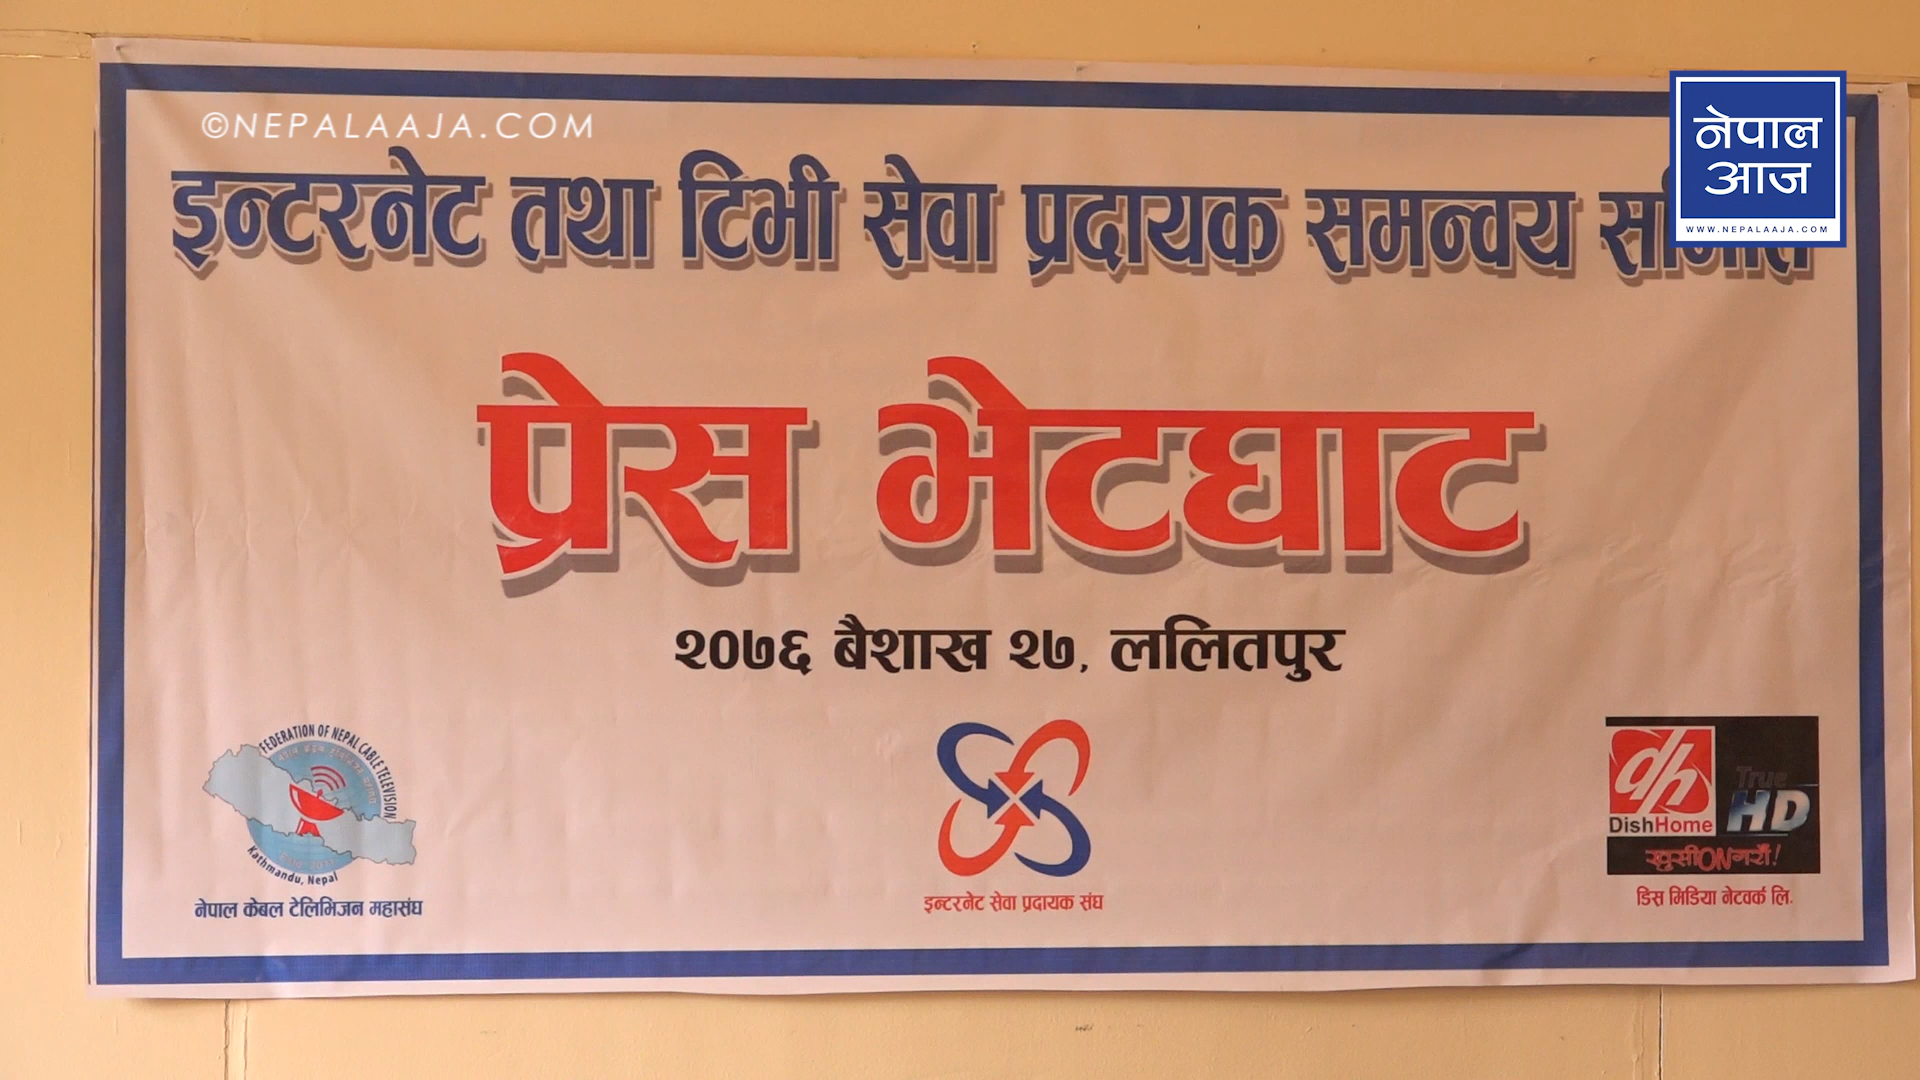 ©NEPALAAJA.COM
नेपाल
आज
WWW.NEPALAAJA.COM
इन्टरनेट तथा टिभी सेवा प्रदायक समन्वय
प्रेस भेटघाट
२०७६ बैशाख २७, ललितपुर
FEDERATION OF NEPAL CABLE TELEVISION
Kathmandu, Nepal
नेपाल केबल टेलिभिजन महासंघ
इन्टरनेट सेवा प्रदायक संघ
dh
DishHome
True
HD
खुसीONगरौं!
डिस मिडिया नेटवर्क लि.